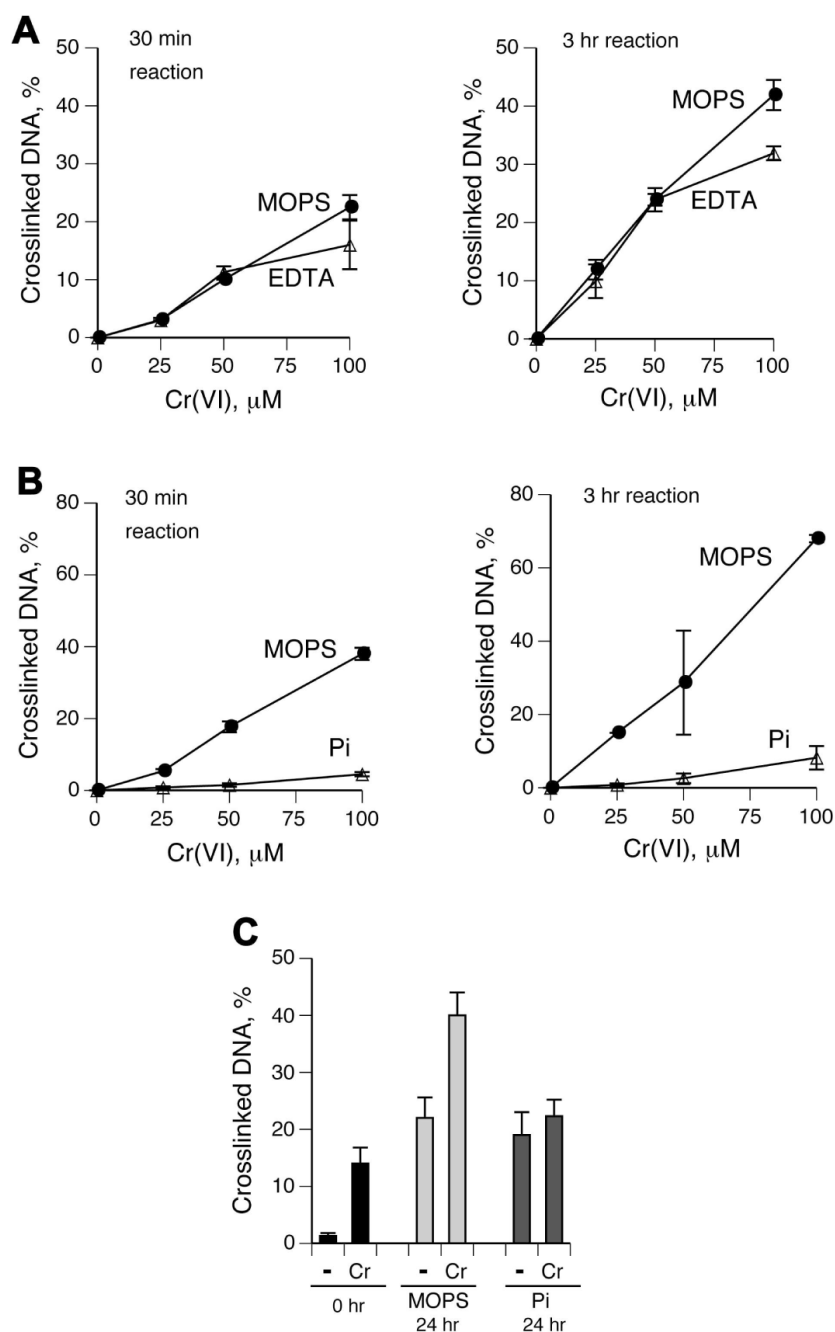 A
30 min
reaction
3 hr reaction
Crosslinked DNA, %
50
40
30
20
10
0
MOPS
EDTA
0 25 50 75 100
Cr(VI), μM
Crosslinked DNA, %
50
40
30
20
10
0
MOPS
EDTA
0 25 50 75 100
Cr(VI), μM
B
30 min
reaction
3 hr reaction
Crosslinked DNA, %
80
60
40
20
0
MOPS
Pi
0 25 50 75 100
Cr(VI), μM
Crosslinked DNA, %
80
60
40
20
0
MOPS
Pi
0 25 50 75 100
Cr(VI), μM
C
Crosslinked DNA, %
50
40
30
20
10
0
- Cr - Cr - Cr
0 hr MOPS Pi
24 hr 24 hr